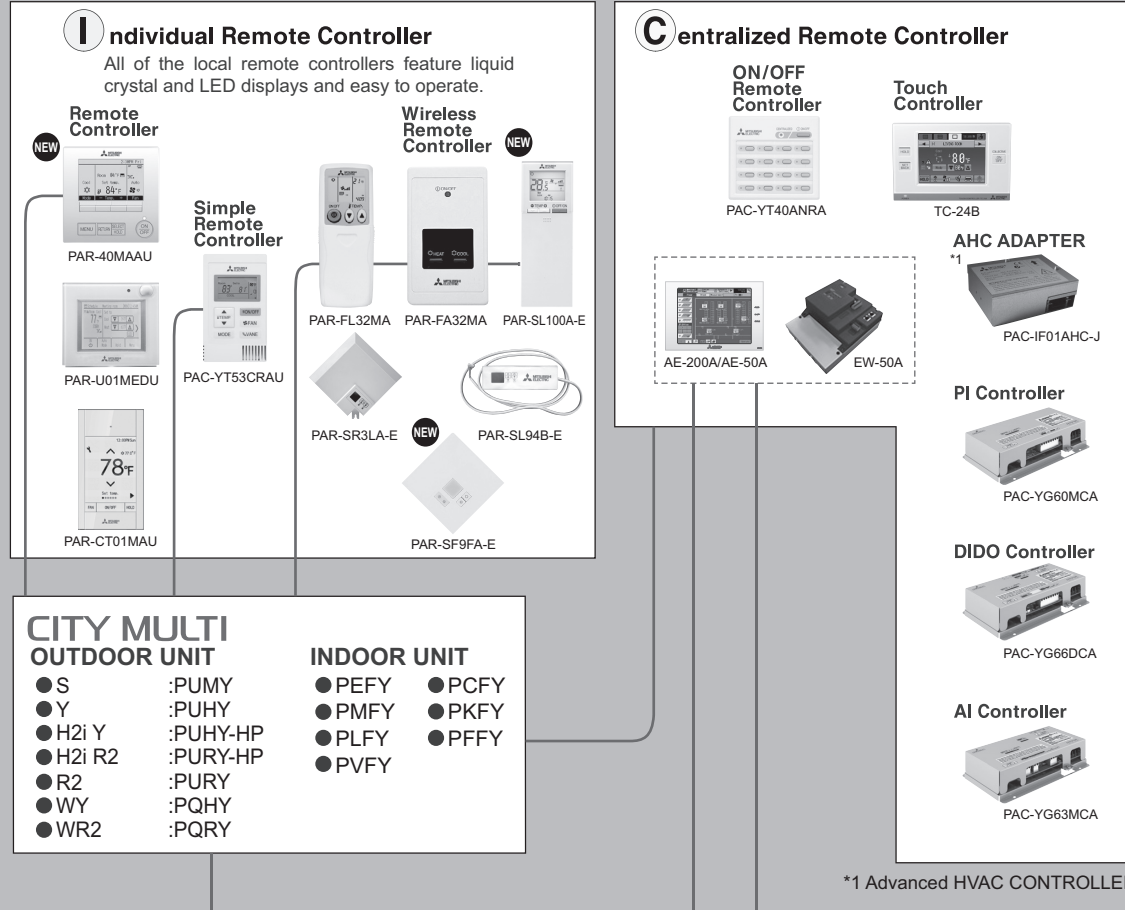 Individual Remote Controller
All of the local remote controllers feature liquid
crystal and LED displays and easy to operate.
Remote
Controller
NEW
PAR-40MAAU
PAR-U01MEDU
PAR-CT01MAU
78°F
Simple
Remote
Controller
PAC-YT53CRAU
Wireless
Remote
Controller
NEW
PAR-FL32MA
PAR-FA32MA
PAR-SL100A-E
PAR-SR3LA-E
PAR-SL94B-E
NEW
PAR-SF9FA-E
Centralized Remote Controller
ON/OFF
Remote
Controller
PAC-YT40ANRA
Touch
Controller
TC-24B
AE-200A/AE-50A
EW-50A
AHC ADAPTER
*1
PAC-IF01AHC-J
PI Controller
PAC-YG60MCA
DIDO Controller
PAC-YG66DCA
AI Controller
PAC-YG63MCA
CITY MULTI
OUTDOOR UNIT
● S :PUMY
● Y :PUHY
● H2i Y :PUHY-HP
● H2i R2 :PURY-HP
● R2 :PURY
● WY :PQHY
● WR2 :PQRY
INDOOR UNIT
● PEFY ● PCFY
● PMFY ● PKFY
● PLFY ● PFFY
● PVFY
*1 Advanced HVAC CONTROLLE